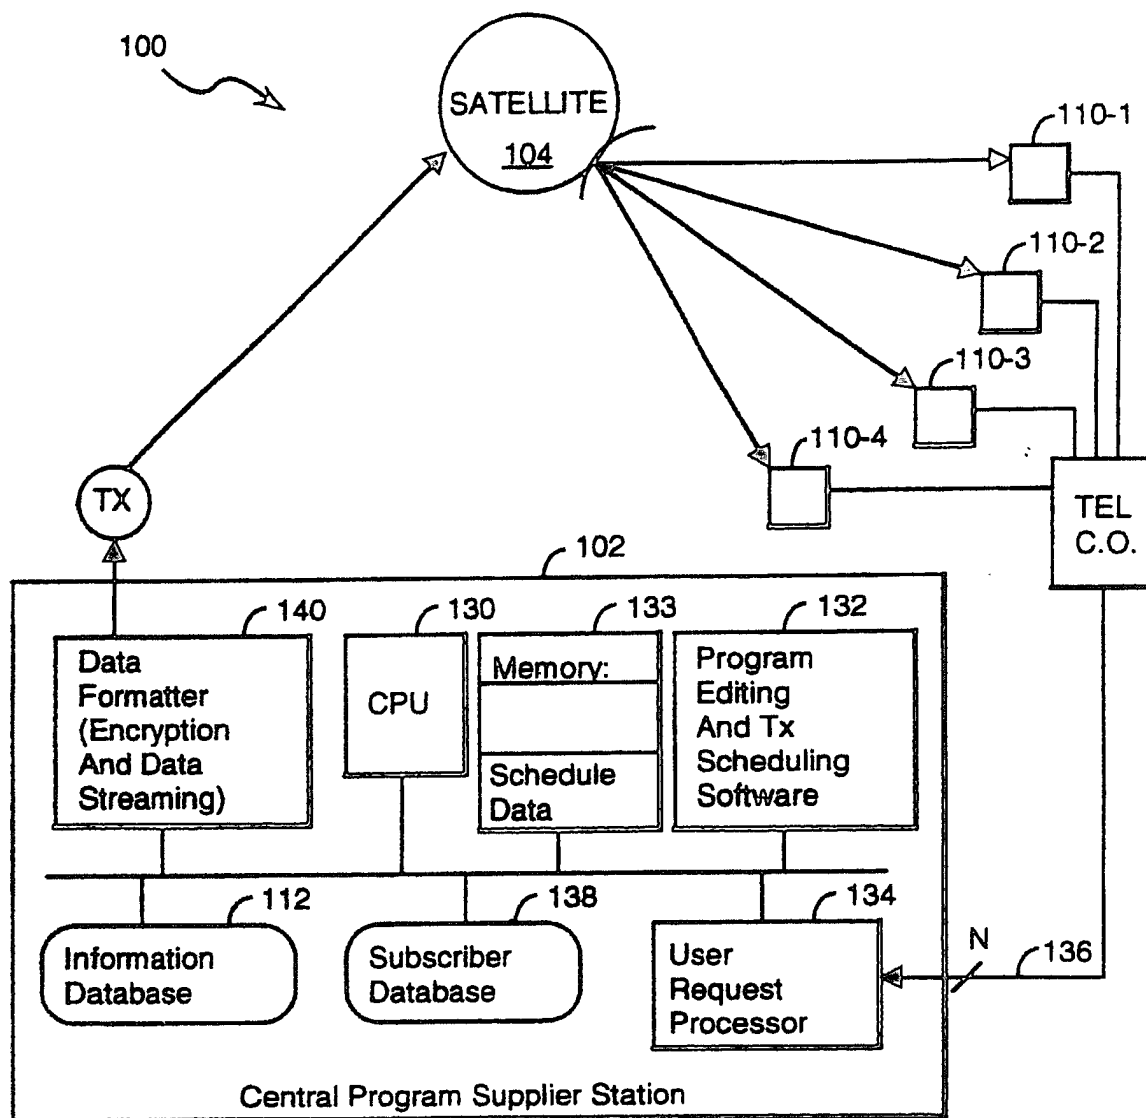 100
SATELLITE
104
110-1
110-2
110-3
110-4
TX
TEL
C.O.
102
140
130
133
132
Data
Formatter
(Encryption
And Data
Streaming)
CPU
Memory:
Schedule
Data
Program
Editing
And Tx
Scheduling
Software
112
138
134
Information
Database
Subscriber
Database
User
Request
Processor
N
136
Central Program Supplier Station